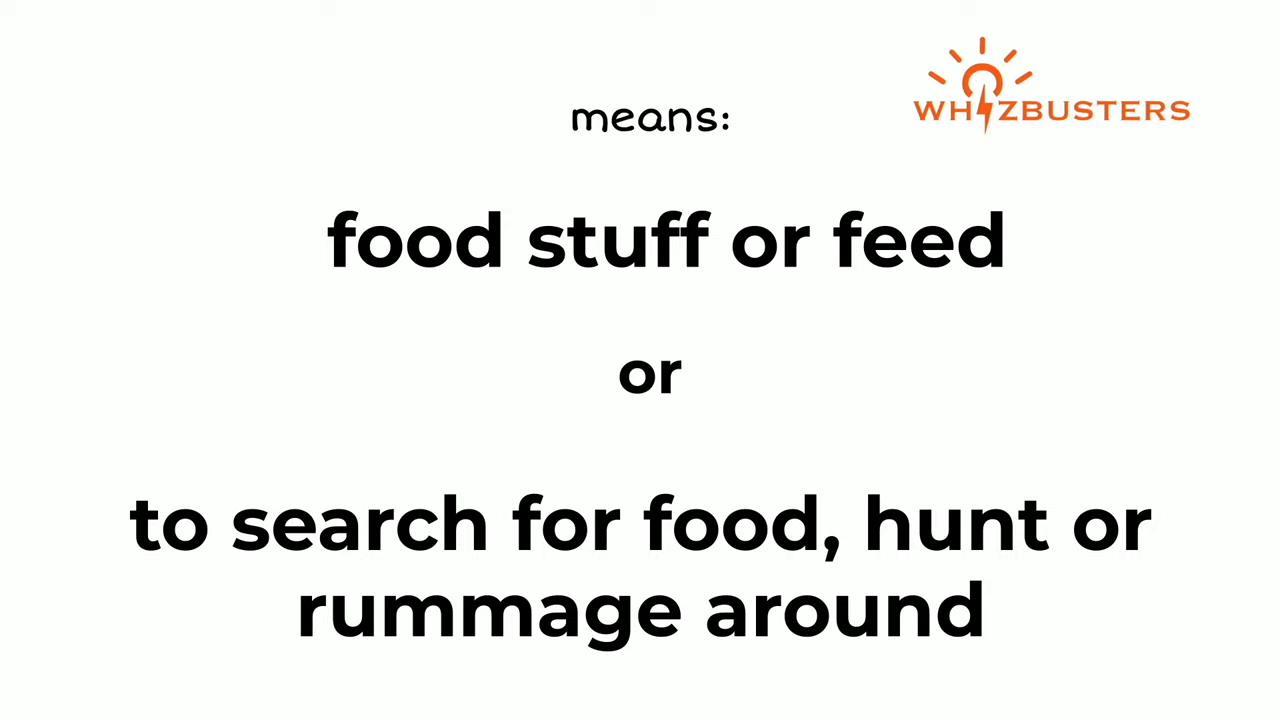 means:
WHIZBUSTERS
food stuff or feed
or
to search for food, hunt or
rummage around